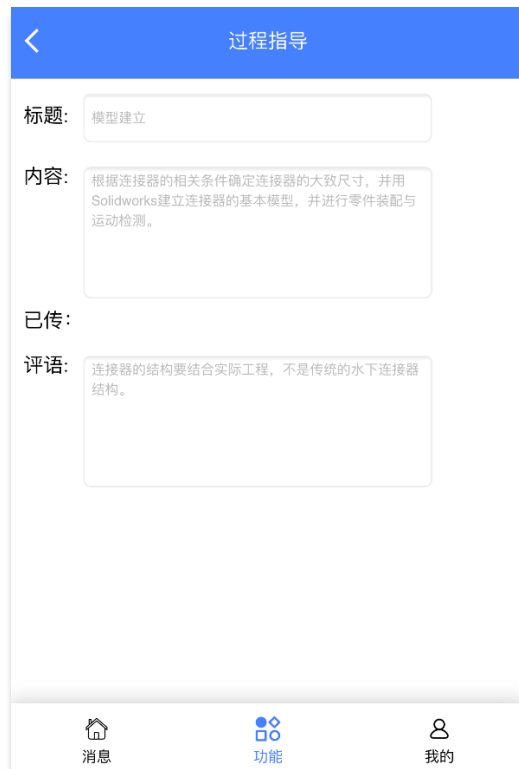 过程指导
标题:
模型建立
内容:
根据连接器的相关条件确定连接器的大致尺寸，并用
Solidworks建立连接器的基本模型，并进行零件装配与
运动检测。
已传：
评语:
连接器的结构要结合实际工程，不是传统的水下连接器
结构。
消息
功能
我的